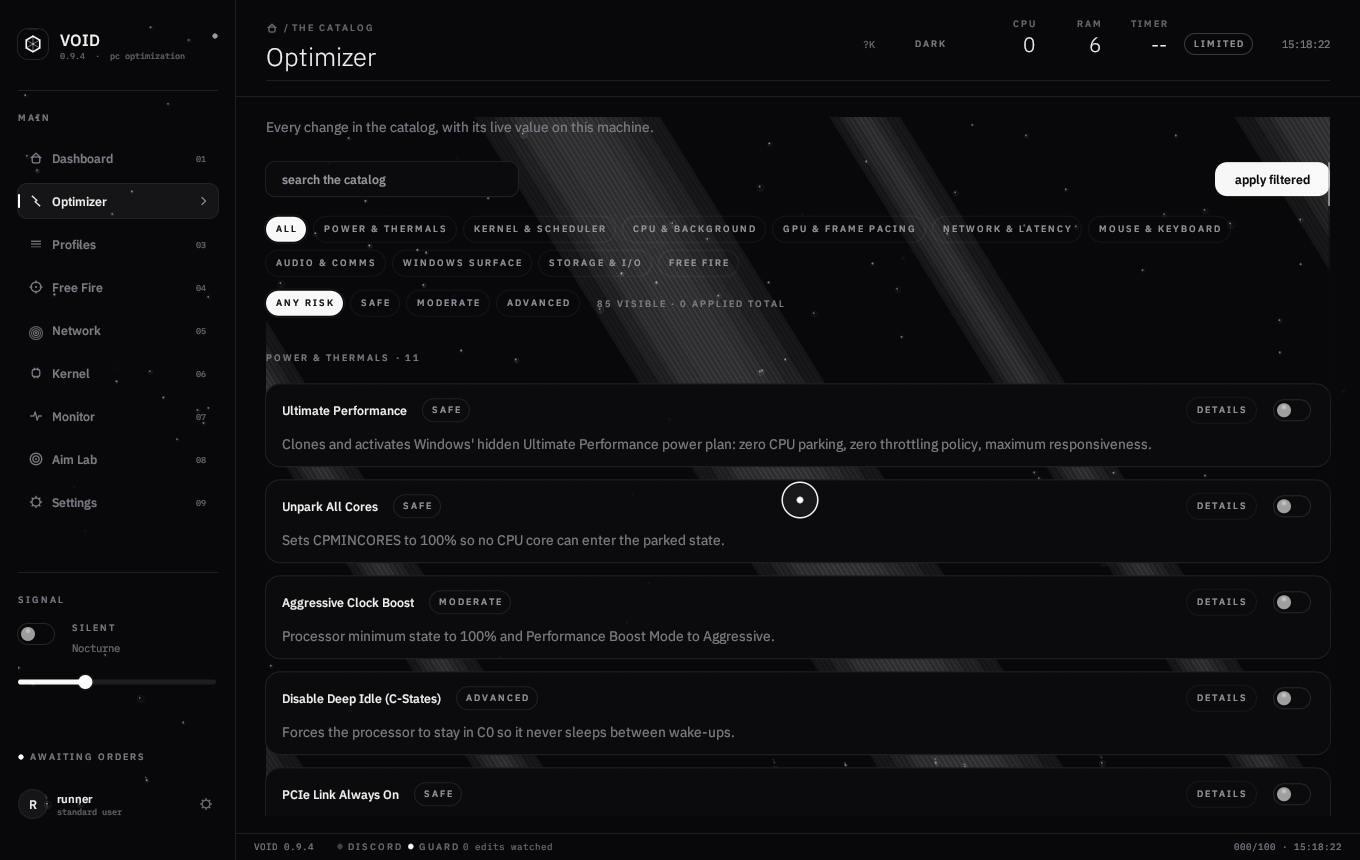 VOID
0.9.4 · pc optimization
MAIN
Dashboard 01
Optimizer
Profiles 03
Free Fire 04
Network 05
Kernel 06
Monitor 07
Aim Lab 08
Settings 09
SIGNAL
SILENT
Nocturne
AWAITING ORDERS
R
runner
standard user
/ THE CATALOG
Optimizer
?K
DARK
CPU
0
RAM
6
TIMER
--
LIMITED
15:18:22
Every change in the catalog, with its live value on this machine.
search the catalog
apply filtered
ALL POWER & THERMALS KERNEL & SCHEDULER CPU & BACKGROUND GPU & FRAME PACING NETWORK & LATENCY MOUSE & KEYBOARD
AUDIO & COMMS WINDOWS SURFACE STORAGE & I/O FREE FIRE
ANY RISK SAFE MODERATE ADVANCED 85 VISIBLE · 0 APPLIED TOTAL
POWER & THERMALS · 11
Ultimate Performance SAFE DETAILS
Clones and activates Windows' hidden Ultimate Performance power plan: zero CPU parking, zero throttling policy, maximum responsiveness.
Unpark All Cores SAFE DETAILS
Sets CPMINCORES to 100% so no CPU core can enter the parked state.
Aggressive Clock Boost MODERATE DETAILS
Processor minimum state to 100% and Performance Boost Mode to Aggressive.
Disable Deep Idle (C-States) ADVANCED DETAILS
Forces the processor to stay in C0 so it never sleeps between wake-ups.
PCIe Link Always On SAFE DETAILS
VOID 0.9.4 DISCORD GUARD 0 edits watched 000/100 · 15:18:22